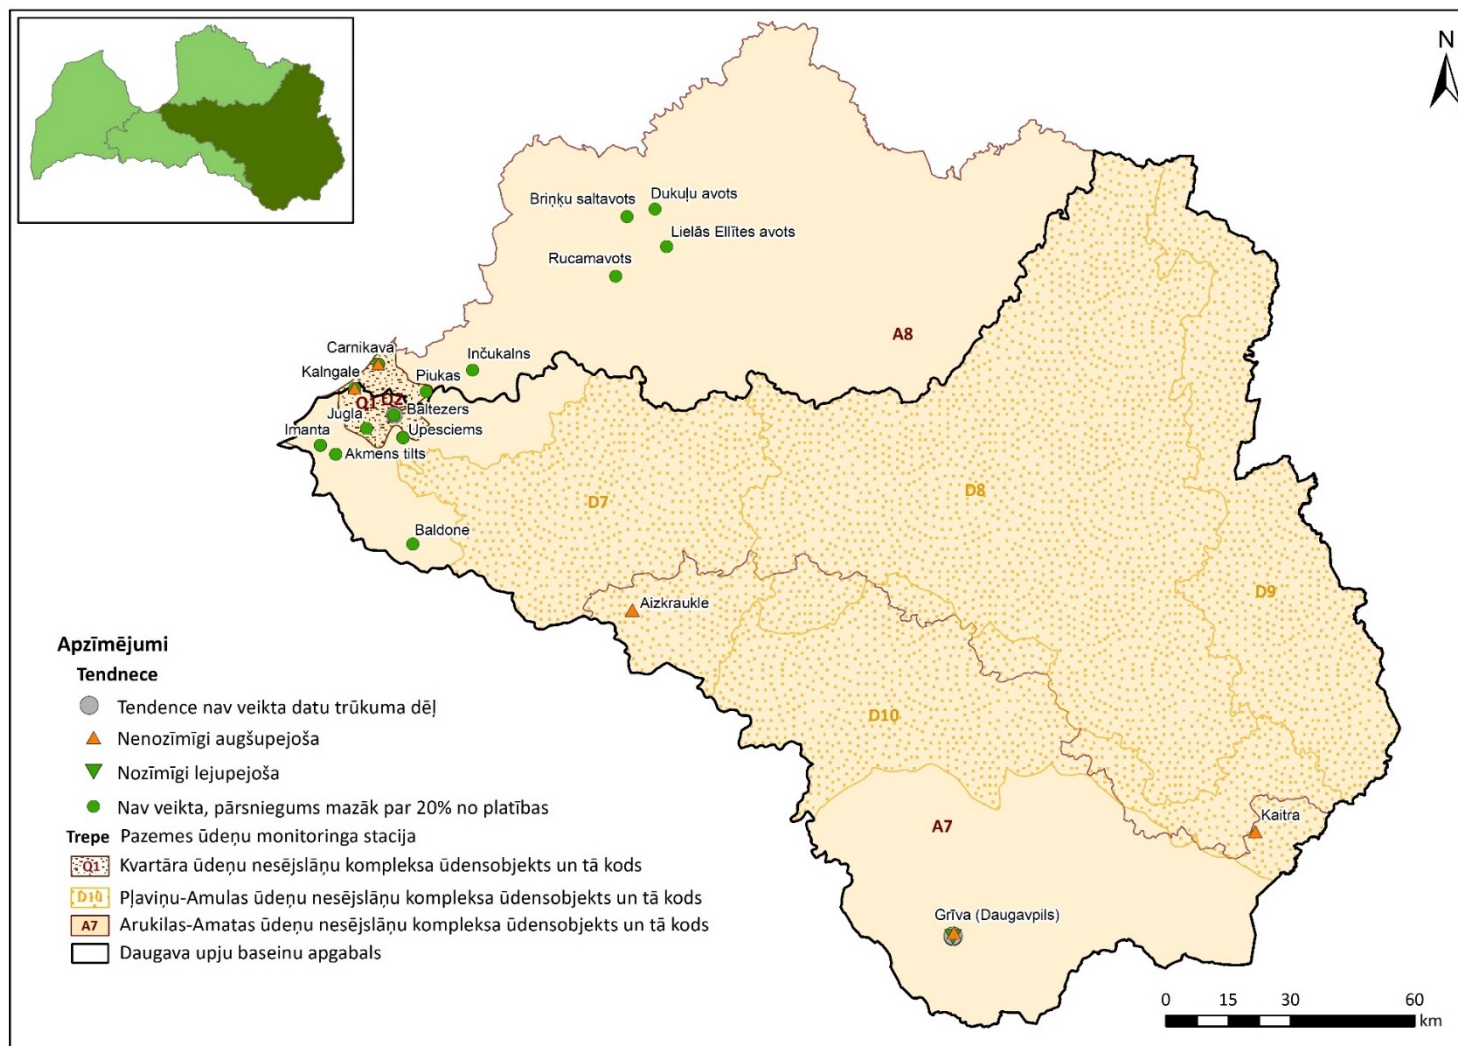 N
Briņķu saltavots
Dukuļu avots
Lielās Ellītes avots
Rucamavots
A8
Carnikava
Inčukalns
Kalngale
Piukas
Q1
Q2
Baltezers
Jugla
Imanta
Upesciems
Akmens tilts
D7
D8
Baldone
D9
Aizkraukle
D10
A7
Kaitra
Grīva (Daugavpils)
Apzīmējumi
Tendnece
Tendence nav veikta datu trūkuma dēļ
Nenozīmīgi augšupejoša
Nozīmīgi lejupejoša
Nav veikta, pārsniegums mazāk par 20% no platības
Trepe Pazemes ūdeņu monitoringa stacija
Q1 Kvartāra ūdeņu nesējslāņu kompleksa ūdensobjekts un tā kods
D10 Pļaviņu-Amulas ūdeņu nesējslāņu kompleksa ūdensobjekts un tā kods
A7 Arukilas-Amatas ūdeņu nesējslāņu kompleksa ūdensobjekts un tā kods
Daugava upju baseinu apgabals
0 15 30 60
km